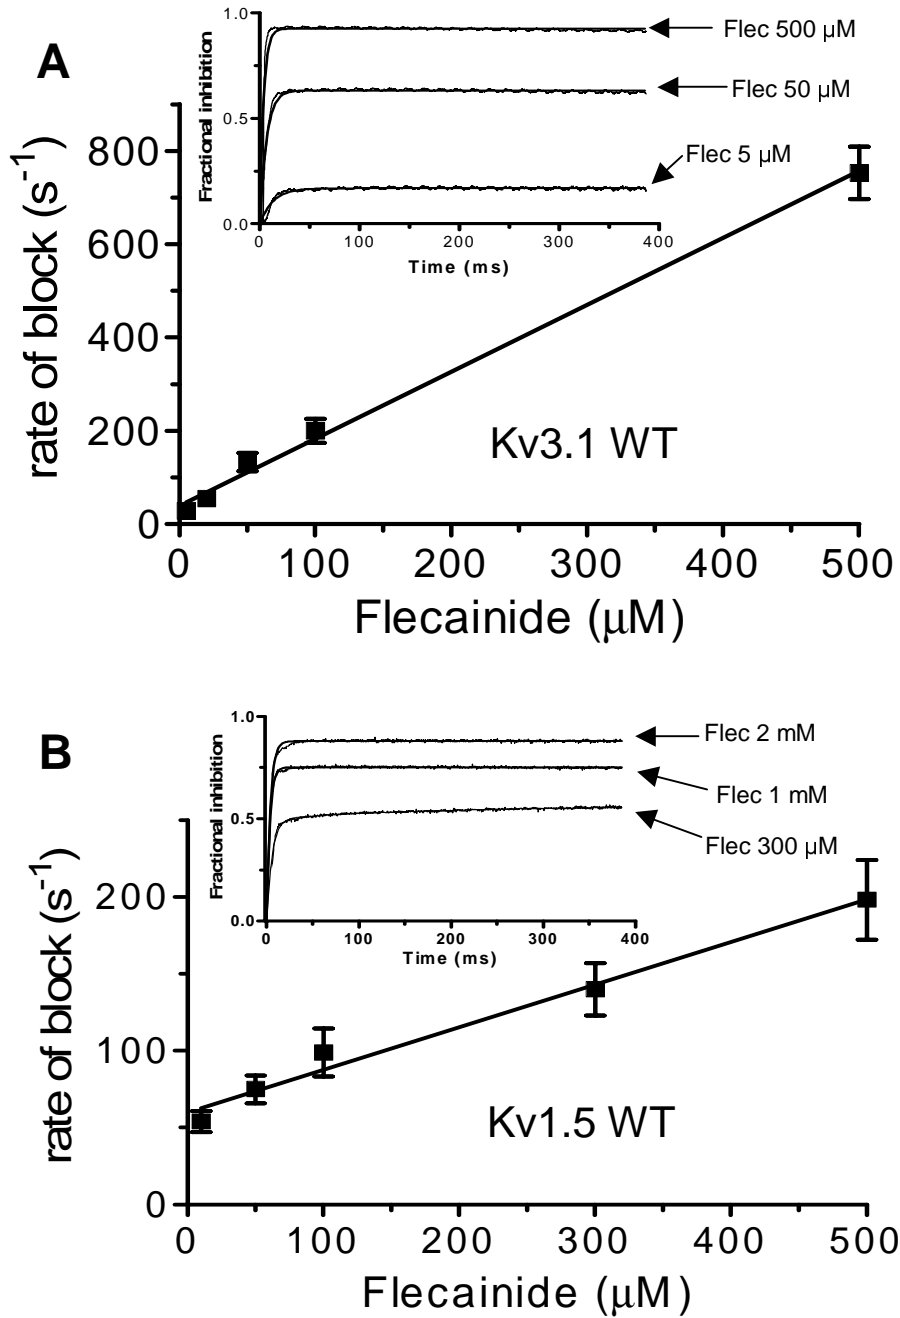 A
1.0
0.5
0.0
Fractional inhibition
0 100 200 300 400
Time (ms)
Flec 500 µM
Flec 50 µM
Flec 5 µM
800
600
400
200
0
rate of block (s-1)
Kv3.1 WT
0 100 200 300 400 500
Flecainide (µM)
B
1.0
0.5
0.0
Fractional inhibition
0 100 200 300 400
Time (ms)
Flec 2 mM
Flec 1 mM
Flec 300 µM
200
100
0
rate of block (s-1)
Kv1.5 WT
0 100 200 300 400 500
Flecainide (µM)